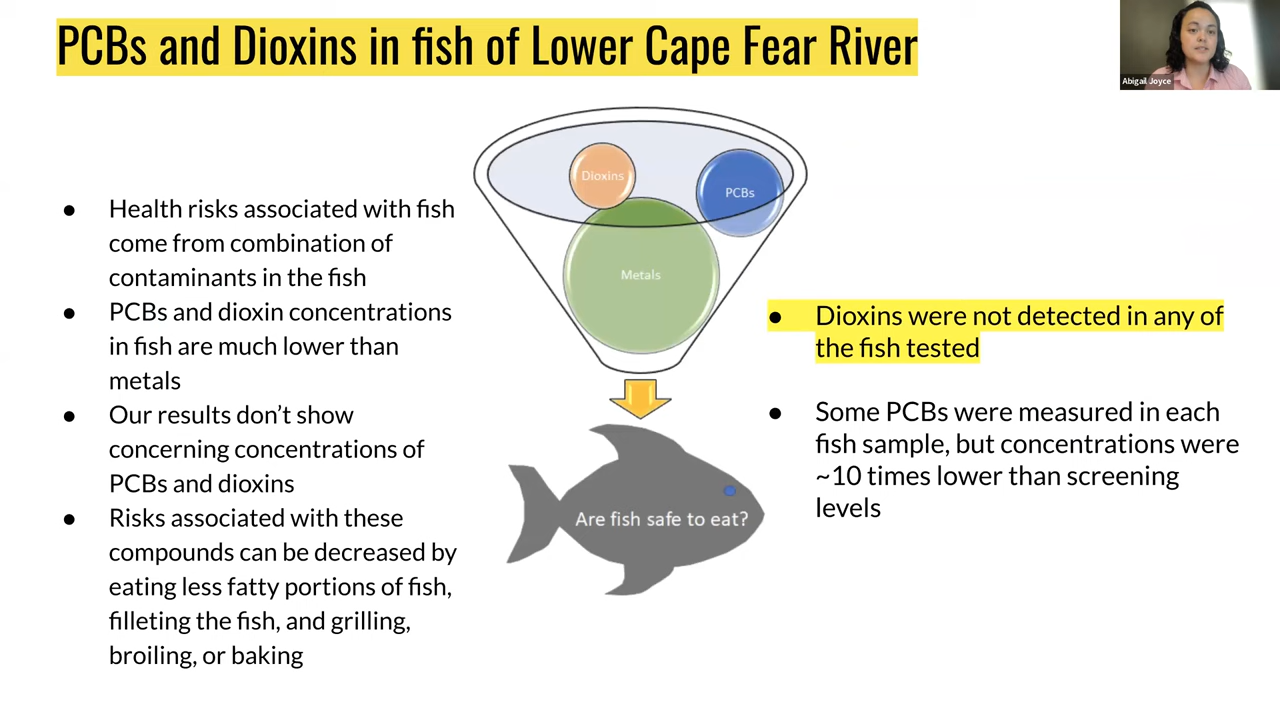 PCBs and Dioxins in fish of Lower Cape Fear River
Abigail Joyce
● Health risks associated with fish
come from combination of
contaminants in the fish
● PCBs and dioxin concentrations
in fish are much lower than
metals
● Our results don’t show
concerning concentrations of
PCBs and dioxins
● Risks associated with these
compounds can be decreased by
eating less fatty portions of fish,
filleting the fish, and grilling,
broiling, or baking
Dioxins
PCBs
Metals
Are fish safe to eat?
● Dioxins were not detected in any of
the fish tested
● Some PCBs were measured in each
fish sample, but concentrations were
~10 times lower than screening
levels